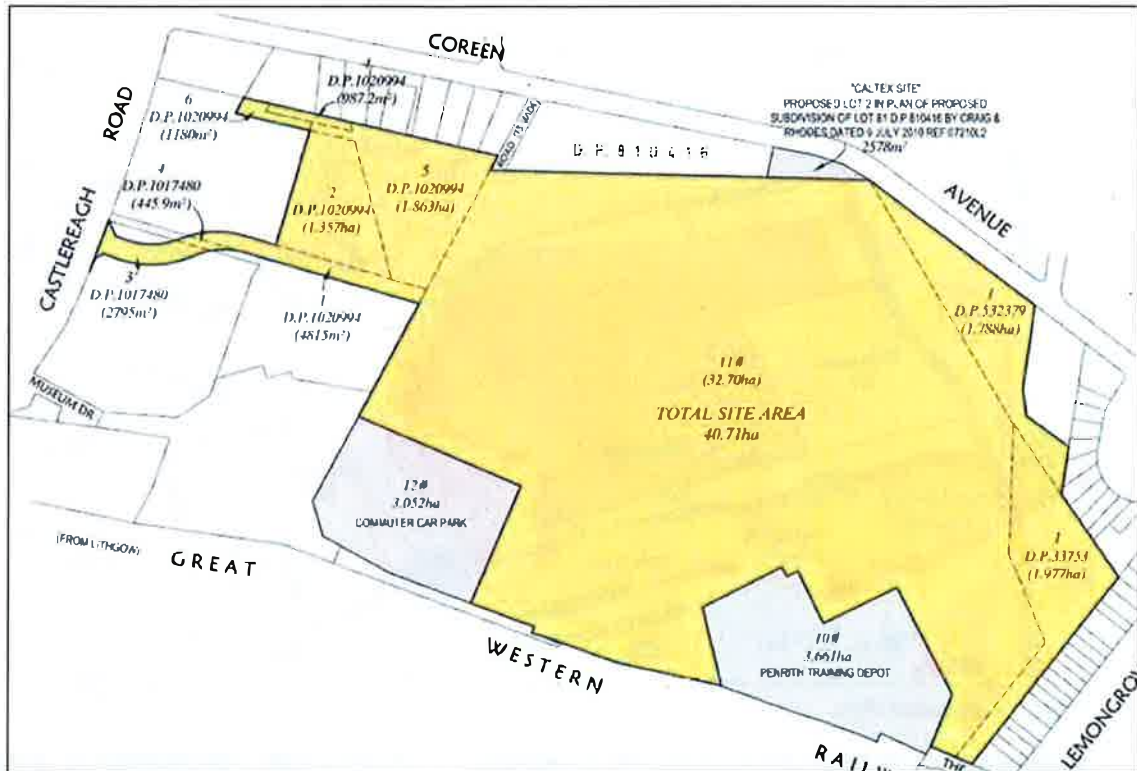 COREEN
AVENUE
ROAD
CASTLEREAGH
D.P.1020994
(987.2m²)
6
D.P.1020994
(1180m²)
4
D.P.1017480
(445.9m²)
3
D.P.1017480
(2795m²)
2
D.P.1020994
(1.357ha)
5
D.P.1020994
(1.863ha)
1
D.P.1020994
(4815m²)
D.P. 810416
"CALTEX SITE"
PROPOSED LOT 2 IN PLAN OF PROPOSED
SUBDIVISION OF LOT 81 D.P.810416 BY CRAIG &
RHODES DATED 9 JULY 2010 REF 07210L2
2578m²
D.P.532379
(1.788ha)
11#
(32.70ha)
TOTAL SITE AREA
40.71ha
MUSEUM DR
12#
3.052ha
COMMUTER CAR PARK
(FROM LITHGOW)
GREAT
WESTERN
RAILW
10#
3.661ha
PENRITH TRAINING DEPOT
1
D.P.33753
(1.977ha)
THE
LEMONGROV